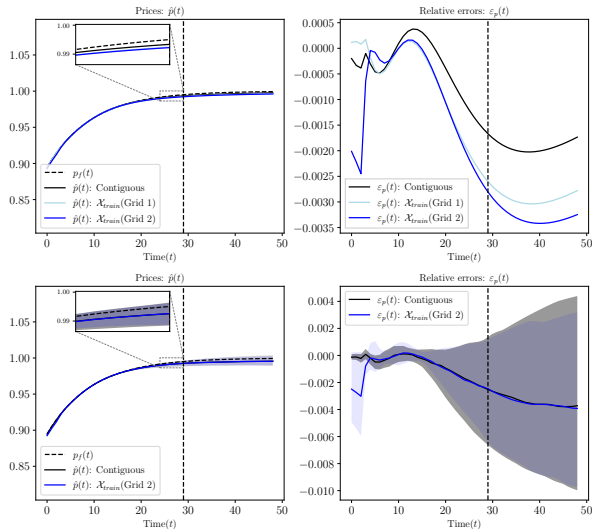 Prices: p̂(t)
1.00
0.99
1.05
1.00
0.95
0.90
0.85
p_f(t)
p̂(t): Contiguous
p̂(t): 𝒳_train(Grid 1)
p̂(t): 𝒳_train(Grid 2)
0 10 20 30 40 50
Time(t)
Relative errors: ε_p(t)
0.0005
0.0000
−0.0005
−0.0010
−0.0015
−0.0020
−0.0025
−0.0030
−0.0035
ε_p(t): Contiguous
ε_p(t): 𝒳_train(Grid 1)
ε_p(t): 𝒳_train(Grid 2)
0 10 20 30 40 50
Time(t)
Prices: p̂(t)
1.00
0.99
1.05
1.00
0.95
0.90
0.85
p_f(t)
p̂(t): Contiguous
p̂(t): 𝒳_train(Grid 2)
0 10 20 30 40 50
Time(t)
Relative errors: ε_p(t)
ε_p(t): Contiguous
ε_p(t): 𝒳_train(Grid 2)
0.004
0.002
0.000
−0.002
−0.004
−0.006
−0.008
−0.010
0 10 20 30 40 50
Time(t)